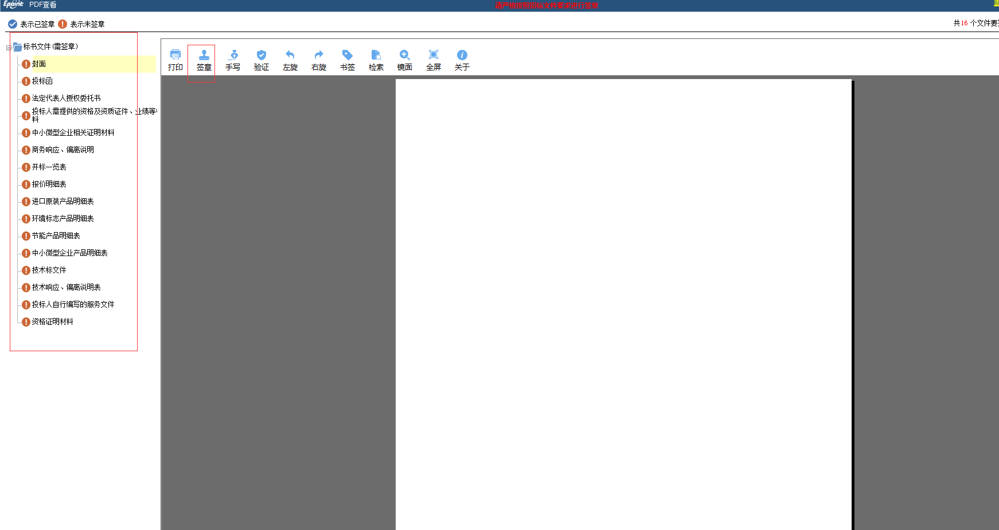 Epoint PDF查看
请严格按照招标文件要求进行签章
表示已签章 表示未签章
共16 个文件要
标书文件(需签章)
封面
投标函
法定代表人授权委托书
投标人需提供的资格及资质证件、业绩等
料
中小微型企业相关证明材料
商务响应、偏离说明
开标一览表
报价明细表
进口原装产品明细表
环境标志产品明细表
节能产品明细表
中小微型企业产品明细表
技术标文件
技术响应、偏离说明表
投标人自行编写的服务文件
资格证明材料
打印 签章 手写 验证 左旋 右旋 书签 检索 镜面 全屏 关于